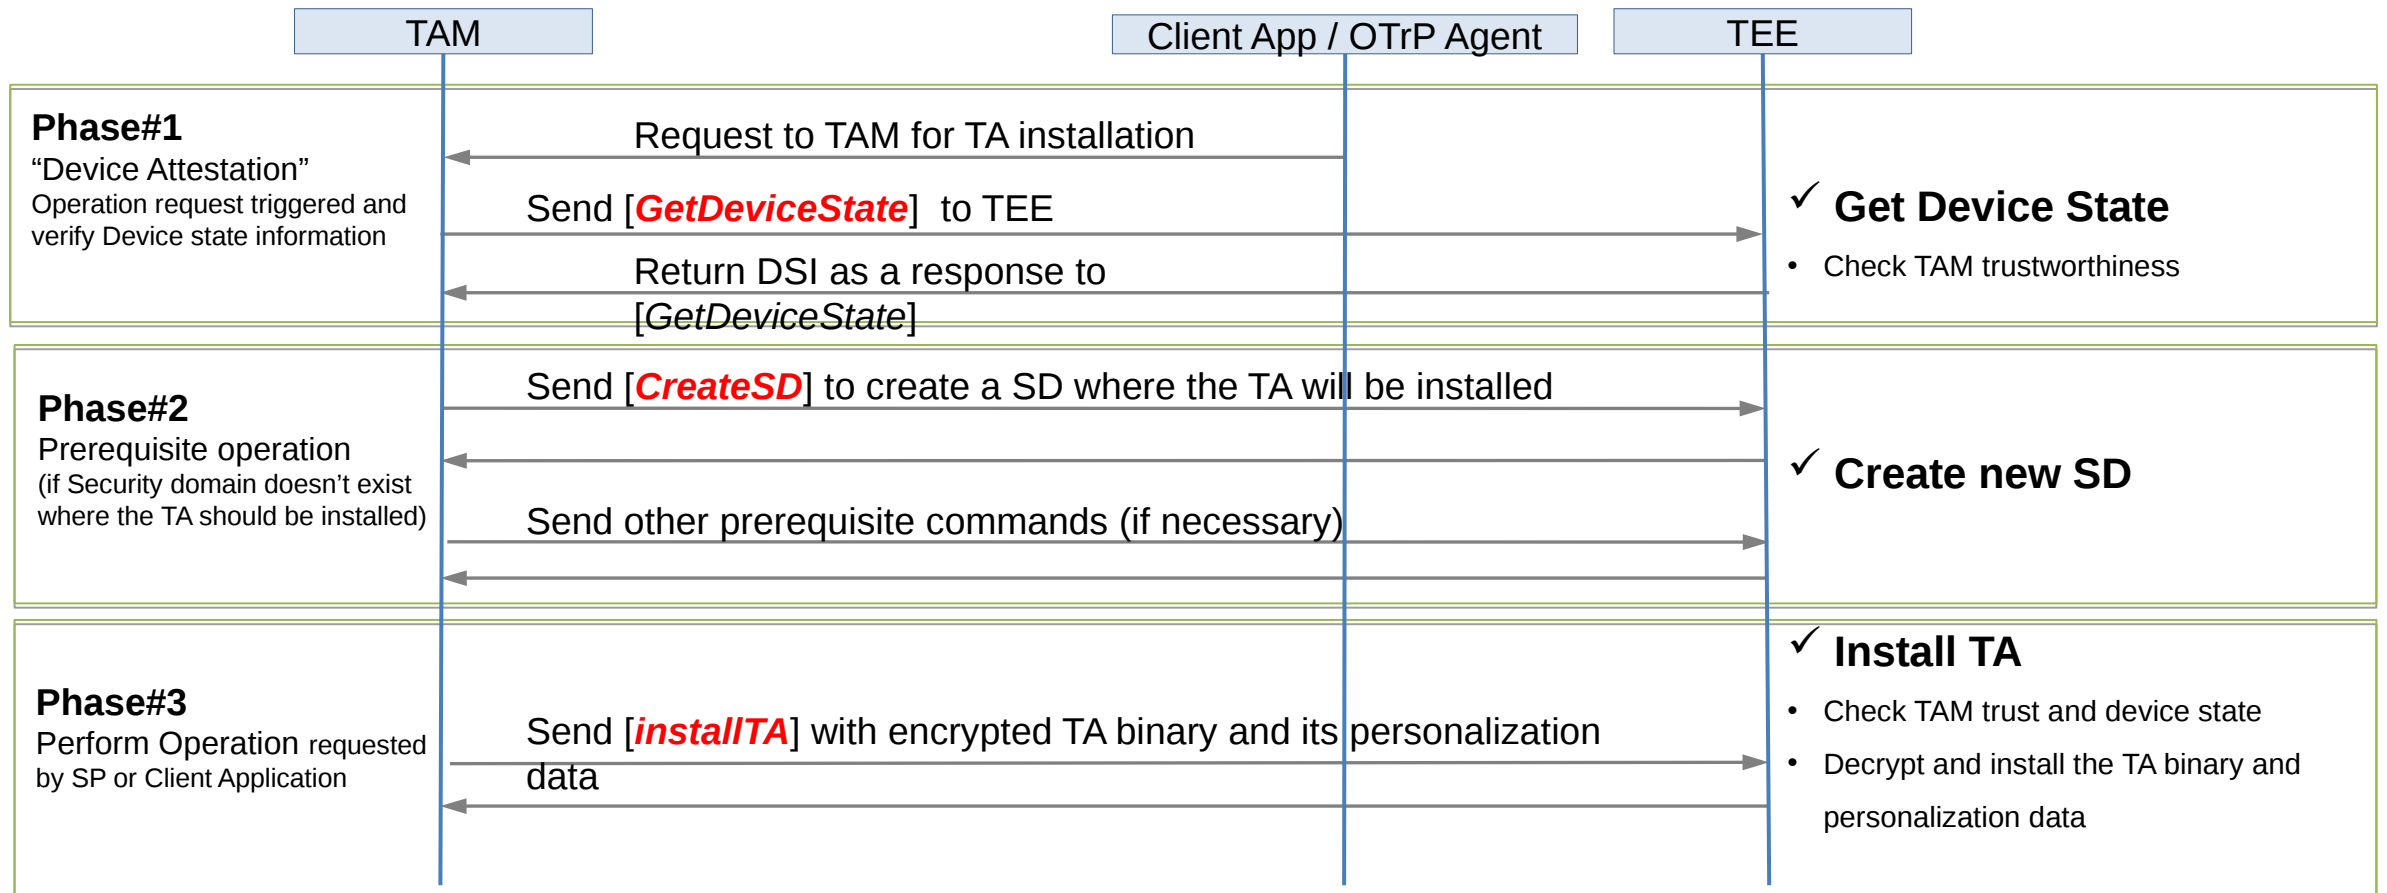 TAM
Client App / OTrP Agent
TEE
Phase#1
“Device Attestation”
Operation request triggered and
verify Device state information
Request to TAM for TA installation
Send [GetDeviceState]  to TEE
Return DSI as a response to
[GetDeviceState]
✓ Get Device State
• Check TAM trustworthiness
Phase#2
Prerequisite operation
(if Security domain doesn’t exist
where the TA should be installed)
Send [CreateSD] to create a SD where the TA will be installed
Send other prerequisite commands (if necessary)
✓ Create new SD
Phase#3
Perform Operation requested
by SP or Client Application
Send [installTA] with encrypted TA binary and its personalization
data
✓ Install TA
• Check TAM trust and device state
• Decrypt and install the TA binary and
personalization data